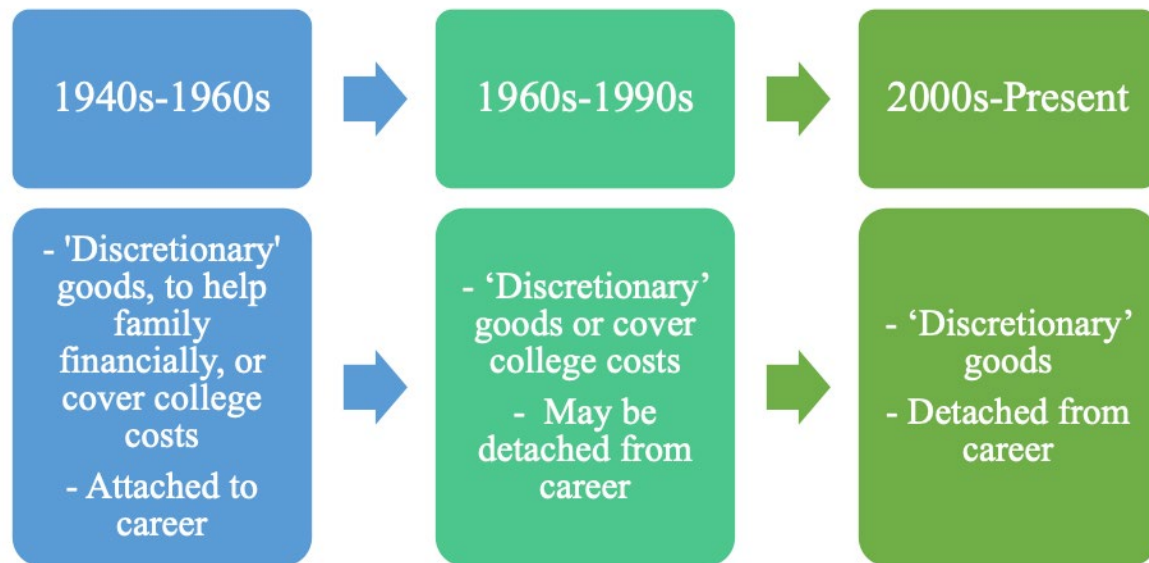 1940s-1960s
1960s-1990s
2000s-Present
- 'Discretionary'
goods, to help
family
financially, or
cover college
costs
- Attached to
career
- ‘Discretionary’
goods or cover
college costs
- May be
detached from
career
- ‘Discretionary’
goods
- Detached from
career